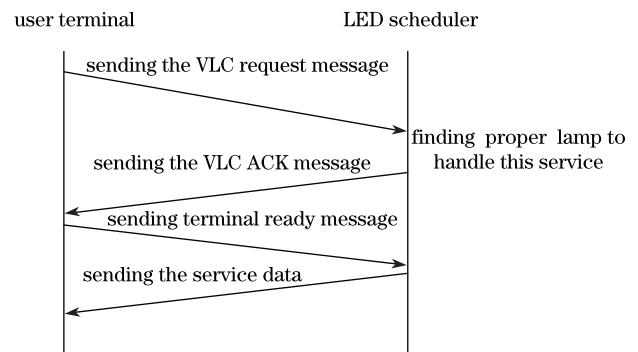 user terminal
LED scheduler
sending the VLC request message
finding proper lamp to
handle this service
sending the VLC ACK message
sending terminal ready message
sending the service data